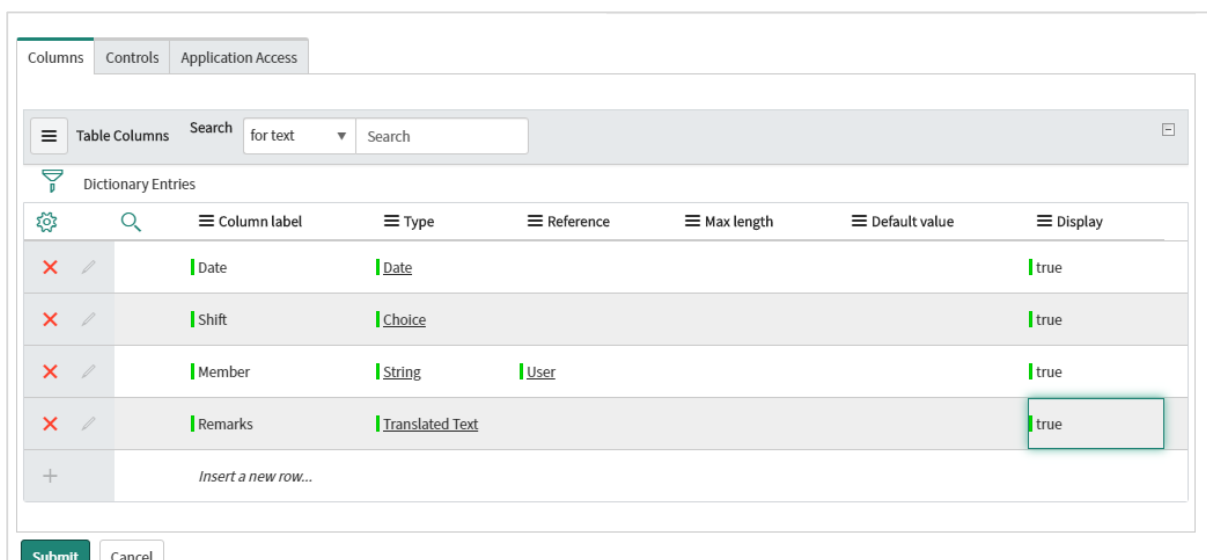 Columns Controls Application Access
Table Columns Search for text Search
Dictionary Entries
Column label Type Reference Max length Default value Display
Date Date true
Shift Choice true
Member String User true
Remarks Translated Text true
Insert a new row...
Submit Cancel